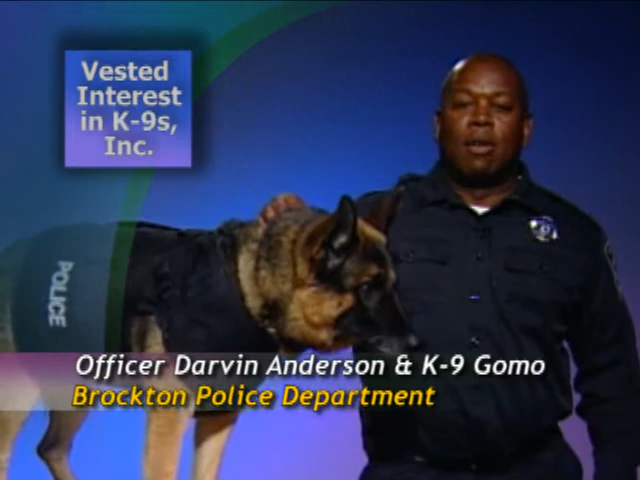 Vested
Interest
in K-9s,
Inc.
POLICE
Officer Darvin Anderson & K-9 Gomo
Brockton Police Department